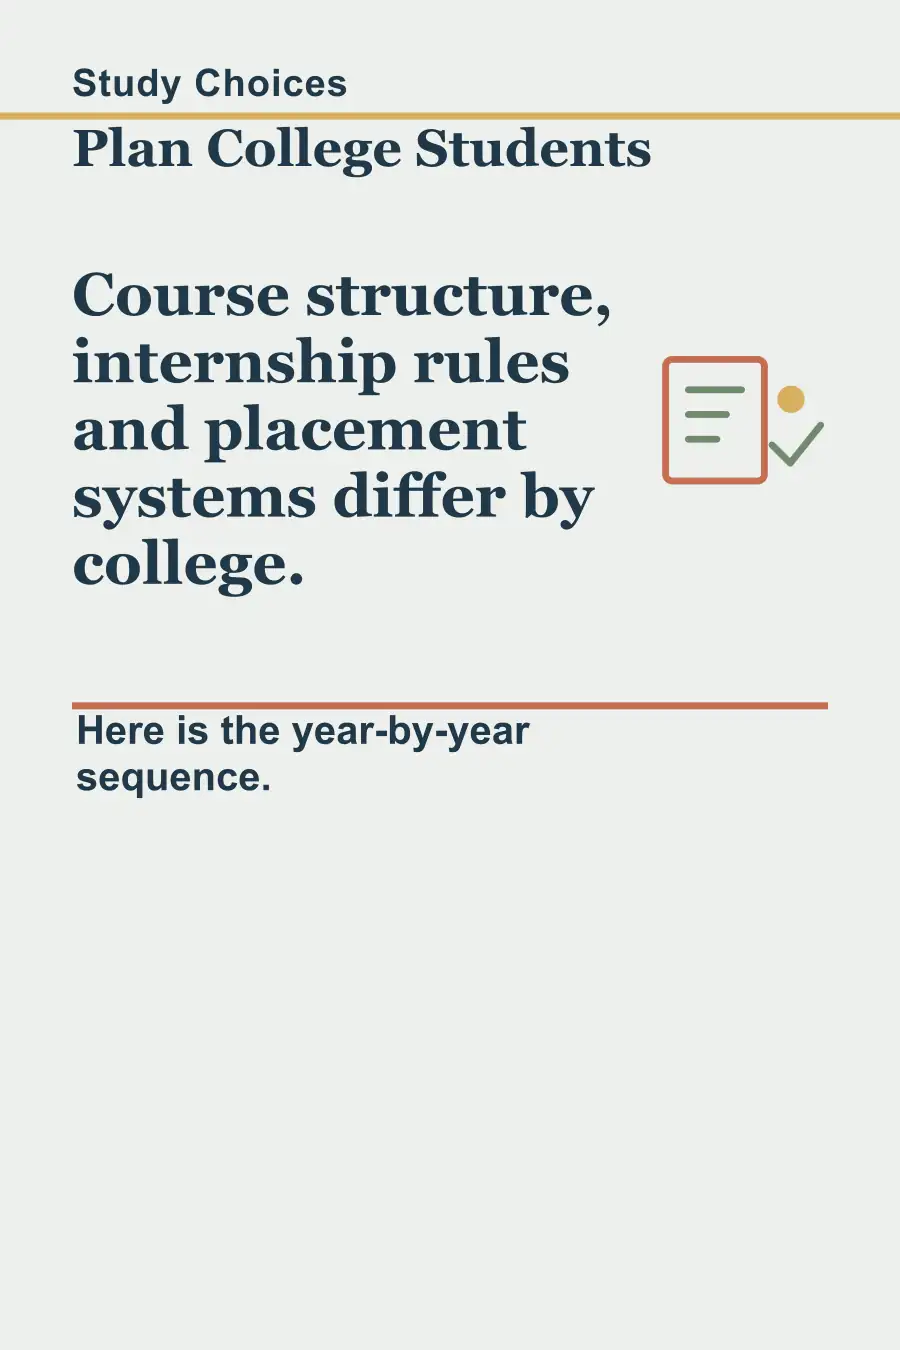 Study Choices
Plan College Students
Course structure,
internship rules
and placement
systems differ by
college.
Here is the year-by-year
sequence.